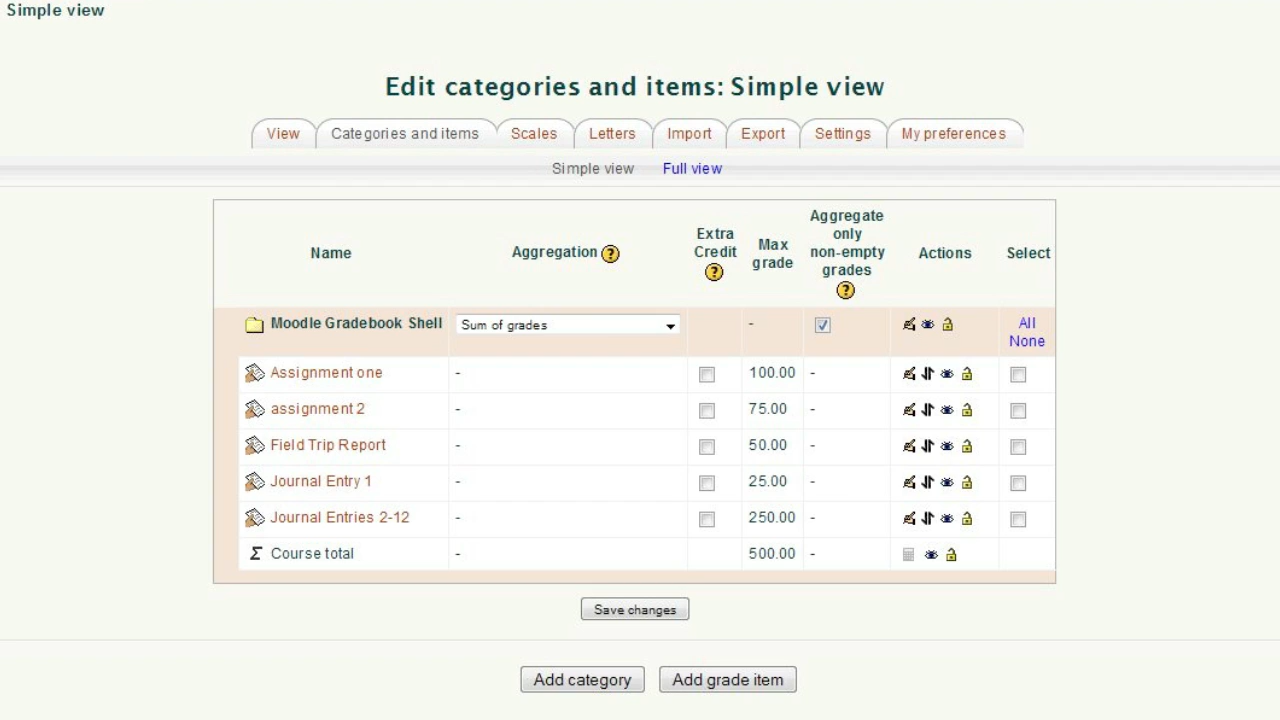 Simple view
Edit categories and items: Simple view
View Categories and items Scales Letters Import Export Settings My preferences
Simple view Full view
Name Aggregation ? Extra Credit ? Max grade Aggregate only non-empty grades ? Actions Select
Moodle Gradebook Shell Sum of grades - All None
Assignment one - 100.00 -
assignment 2 - 75.00 -
Field Trip Report - 50.00 -
Journal Entry 1 - 25.00 -
Journal Entries 2-12 - 250.00 -
Σ Course total - 500.00 -
Save changes
Add category Add grade item